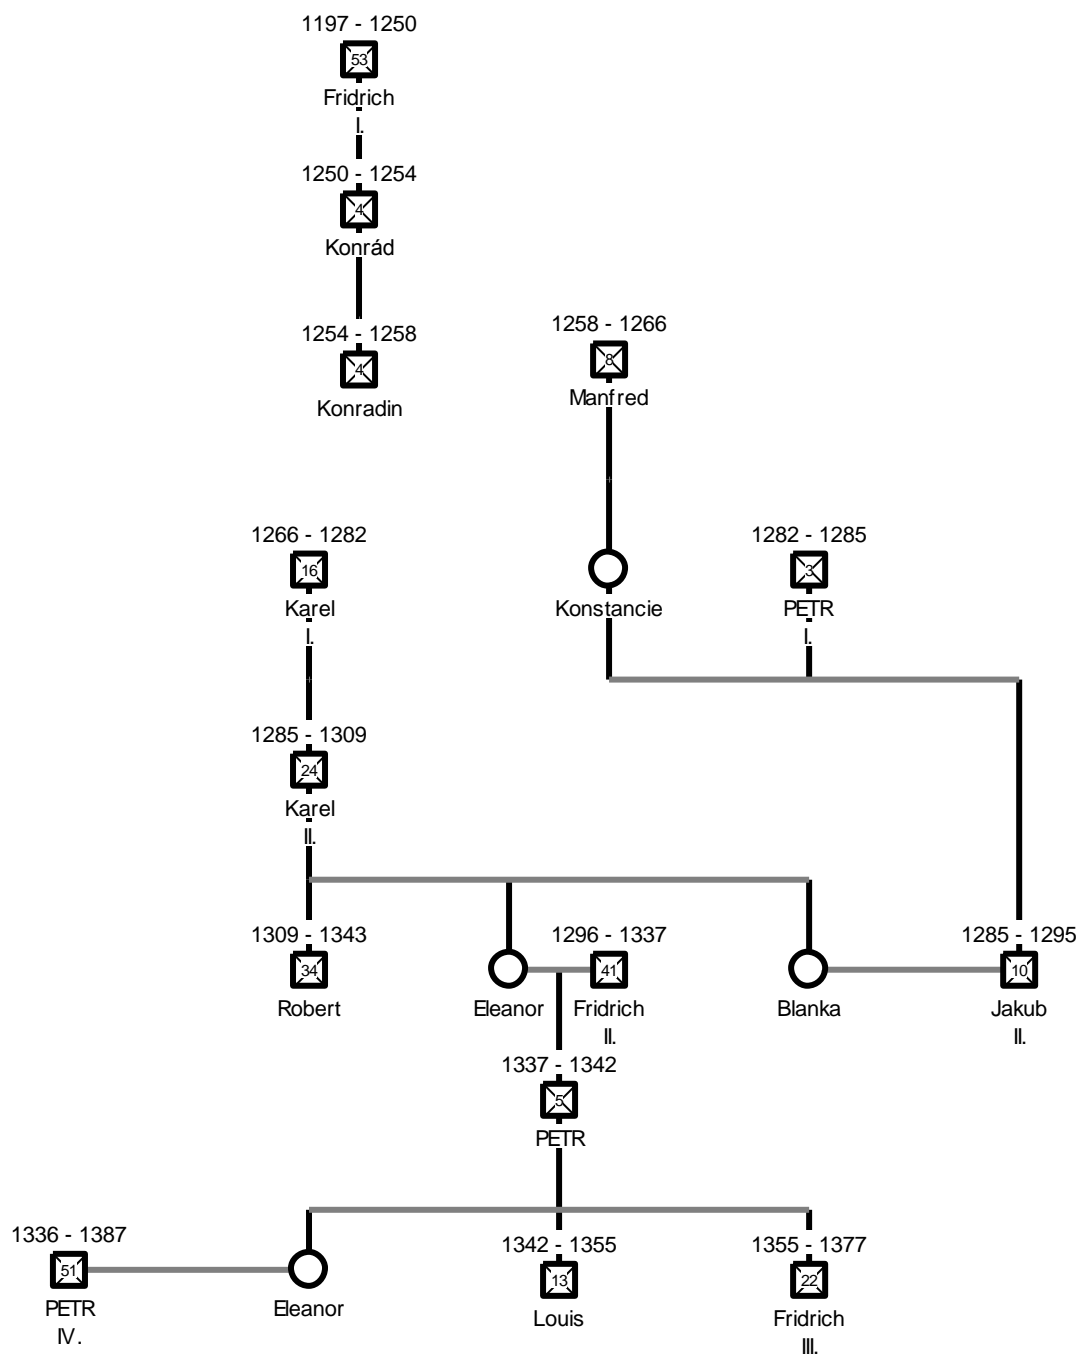 1197 - 1250
53
Fridrich
I.
1250 - 1254
4
Konrád
1254 - 1258
4
Konradin
1258 - 1266
8
Manfred
1266 - 1282
16
Karel
I.
Konstancie
1282 - 1285
3
PETR
I.
1285 - 1309
24
Karel
II.
1309 - 1343
34
Robert
Eleanor
1296 - 1337
41
Fridrich
II.
Blanka
1285 - 1295
10
Jakub
II.
1337 - 1342
5
PETR
1336 - 1387
51
PETR
IV.
Eleanor
1342 - 1355
13
Louis
1355 - 1377
22
Fridrich
III.